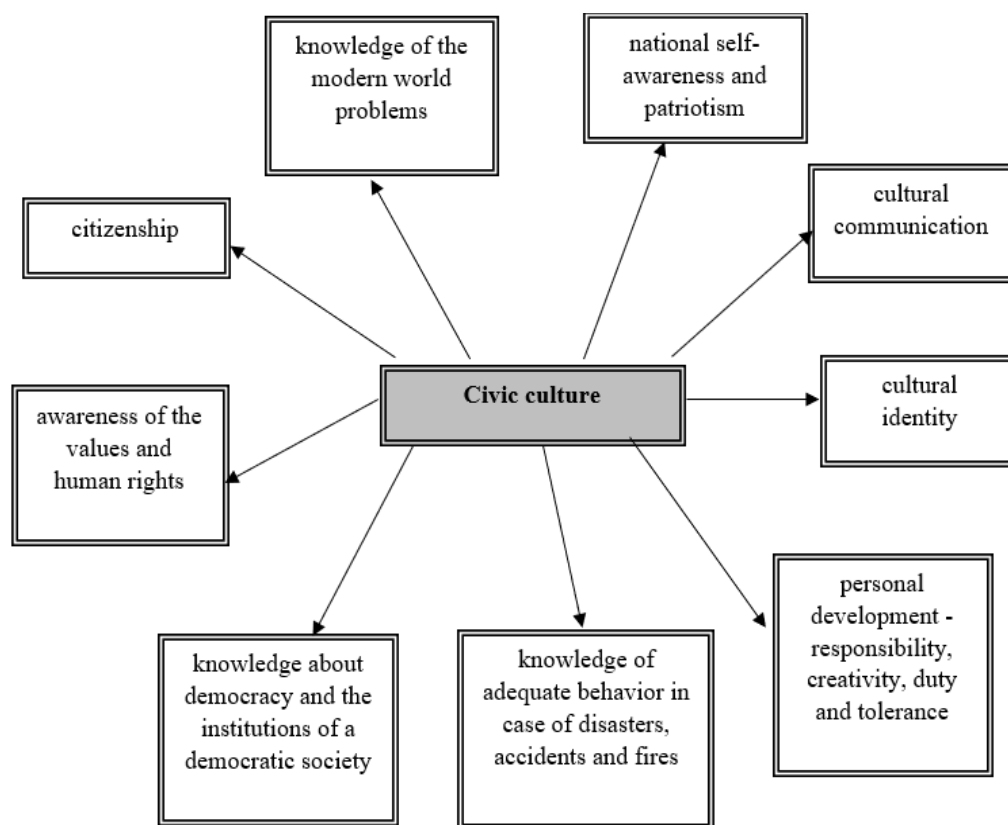 knowledge of the
modern world
problems
national self-
awareness and
patriotism
citizenship
cultural
communication
Civic culture
cultural
identity
awareness of the
values and
human rights
knowledge about
democracy and the
institutions of a
democratic society
knowledge of
adequate behavior in
case of disasters,
accidents and fires
personal
development -
responsibility,
creativity, duty
and tolerance